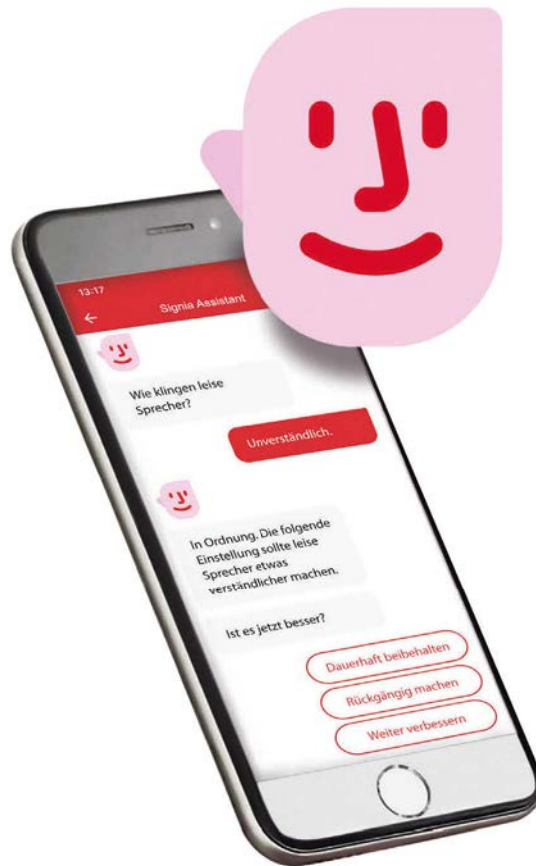 13:17
Signia Assistant
Wie klingen leise
Sprecher?
Unverständlich.
In Ordnung. Die folgende
Einstellung sollte leise
Sprecher etwas
verständlicher machen.
Ist es jetzt besser?
Dauerhaft beibehalten
Rückgängig machen
Weiter verbessern